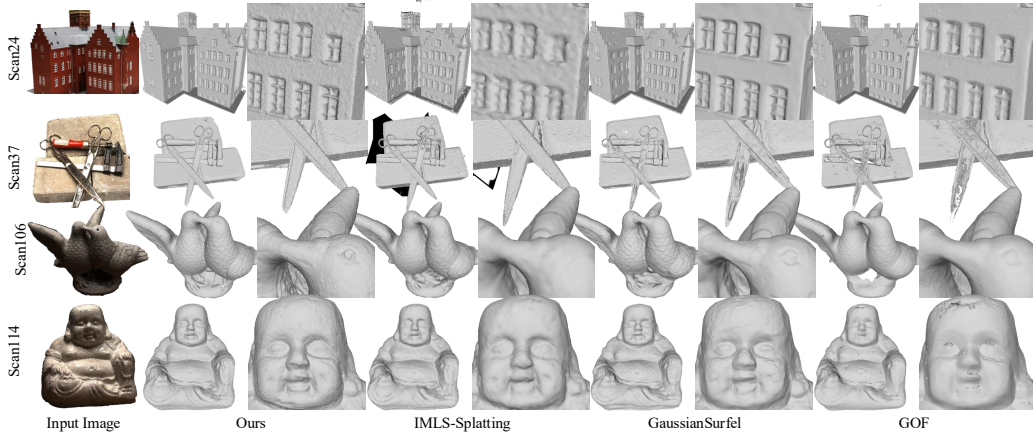 Scan24
Scan37
Scan106
Scan114
Input Image
Ours
IMLS-Splatting
GaussianSurfel
GOF